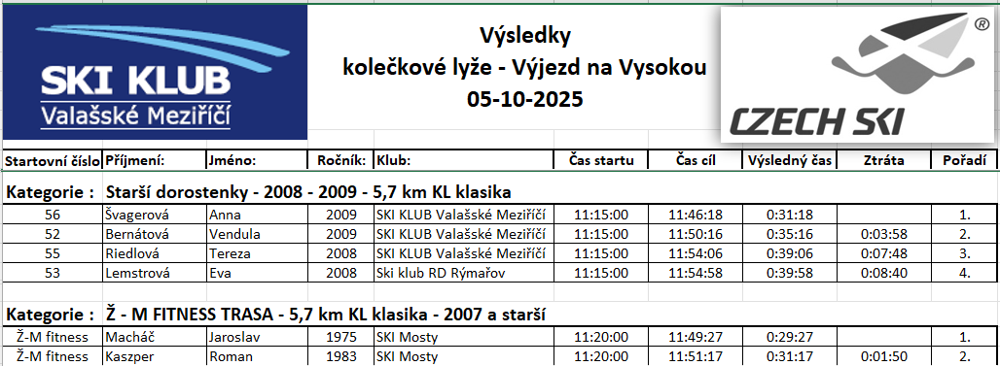 SKI KLUB
Valašské Meziříčí
Výsledky
kolečkové lyže - Výjezd na Vysokou
05-10-2025
®
CZECH SKI
Startovní číslo Příjmení: Jméno: Ročník: Klub: Čas startu Čas cíl Výsledný čas Ztráta Pořadí
Kategorie : Starší dorostenky - 2008 - 2009 - 5,7 km KL klasika
56 Švagerová Anna 2009 SKI KLUB Valašské Meziříčí 11:15:00 11:46:18 0:31:18 1.
52 Bernátová Vendula 2009 SKI KLUB Valašské Meziříčí 11:15:00 11:50:16 0:35:16 0:03:58 2.
55 Riedlová Tereza 2008 SKI KLUB Valašské Meziříčí 11:15:00 11:54:06 0:39:06 0:07:48 3.
53 Lemstrová Eva 2008 Ski klub RD Rýmařov 11:15:00 11:54:58 0:39:58 0:08:40 4.
Kategorie : Ž - M FITNESS TRASA - 5,7 km KL klasika - 2007 a starší
Ž-M fitness Macháč Jaroslav 1975 SKI Mosty 11:20:00 11:49:27 0:29:27 1.
Ž-M fitness Kaszper Roman 1983 SKI Mosty 11:20:00 11:51:17 0:31:17 0:01:50 2.